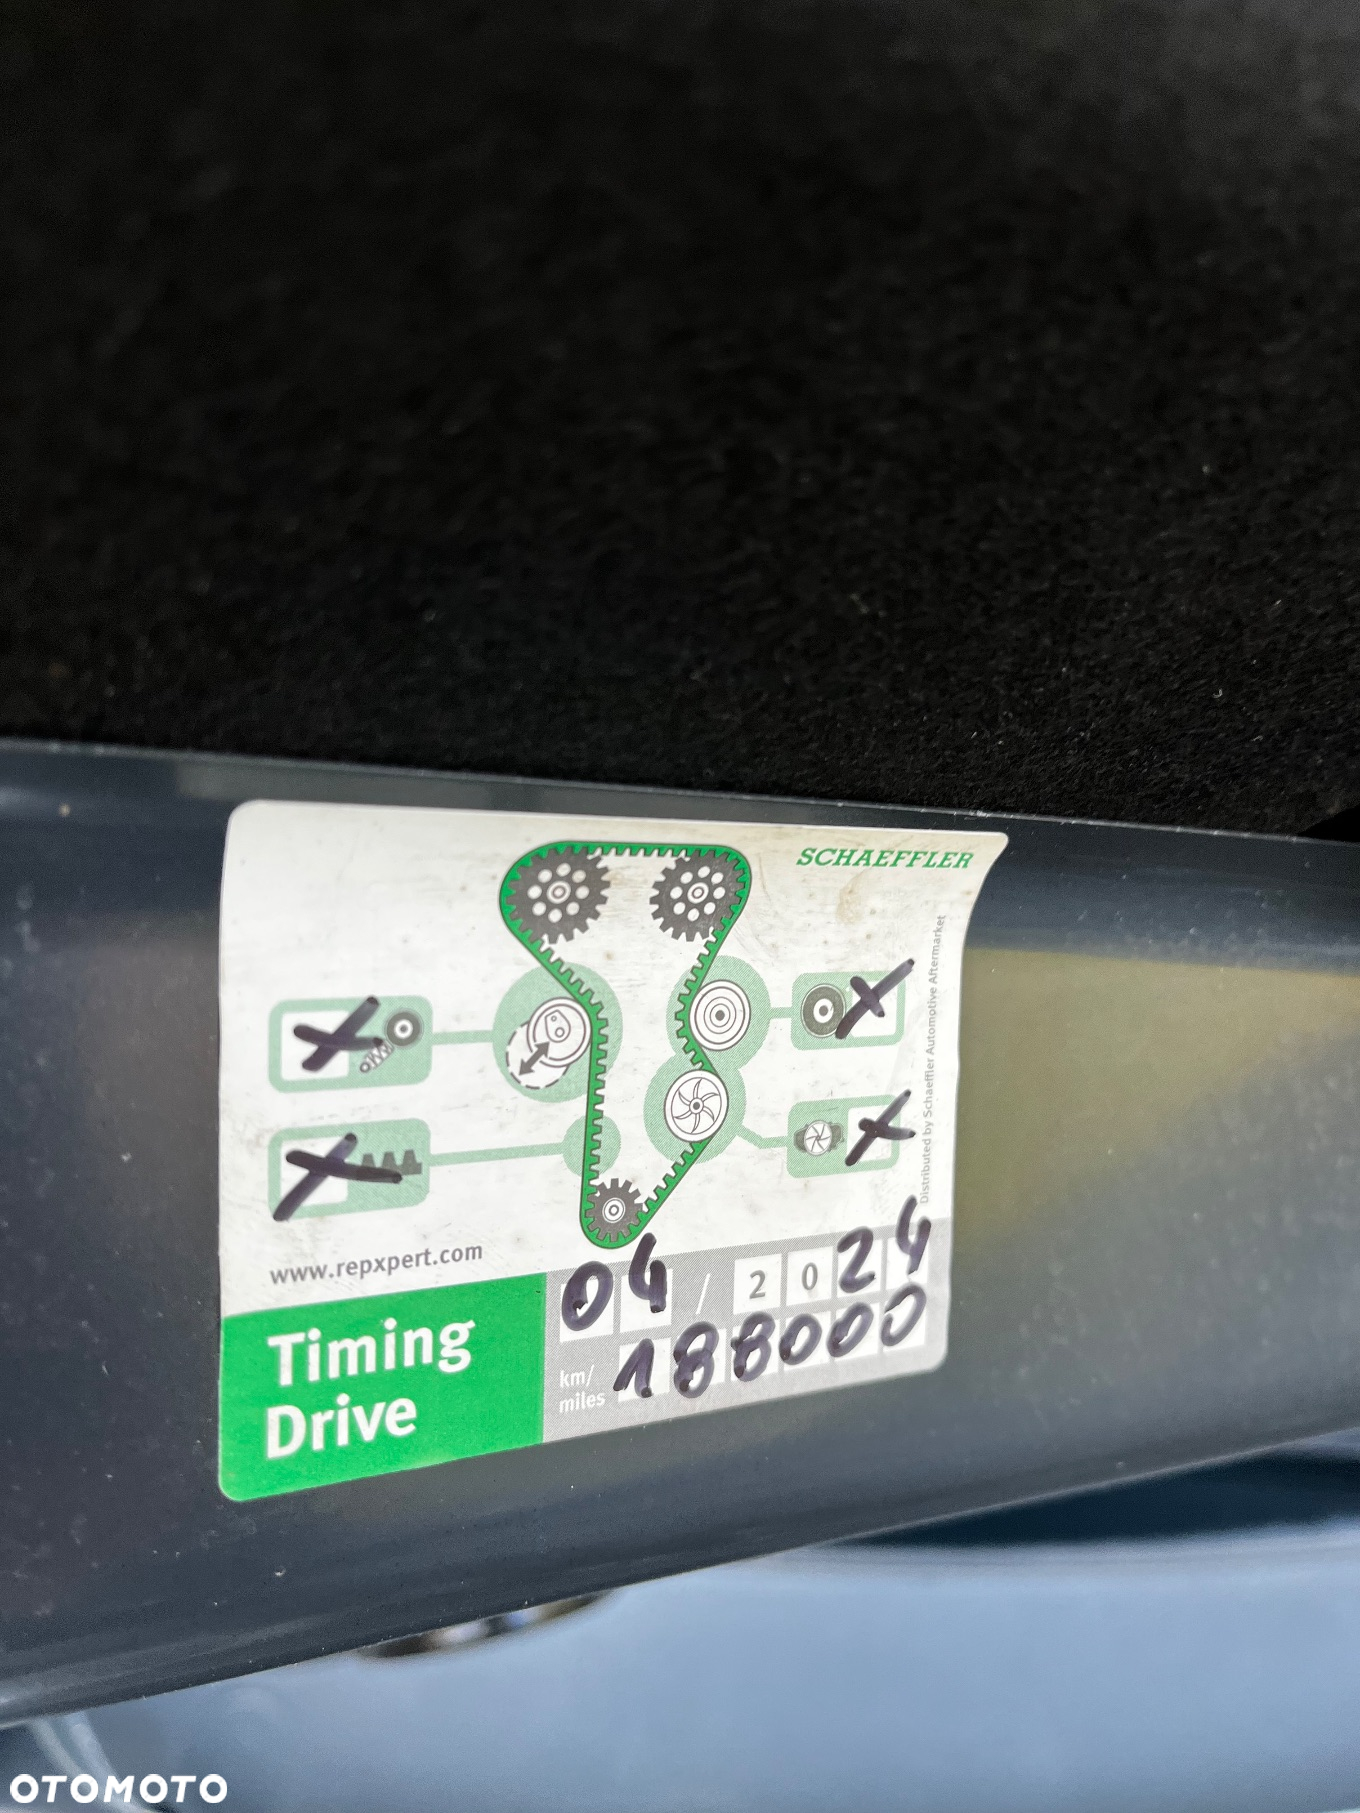 SCHAEFFLER
Distributed by Schaeffler Automotive Aftermarket
www.repxpert.com
04 / 2024
Timing
Drive
km/
miles
188000
OTOMOTO